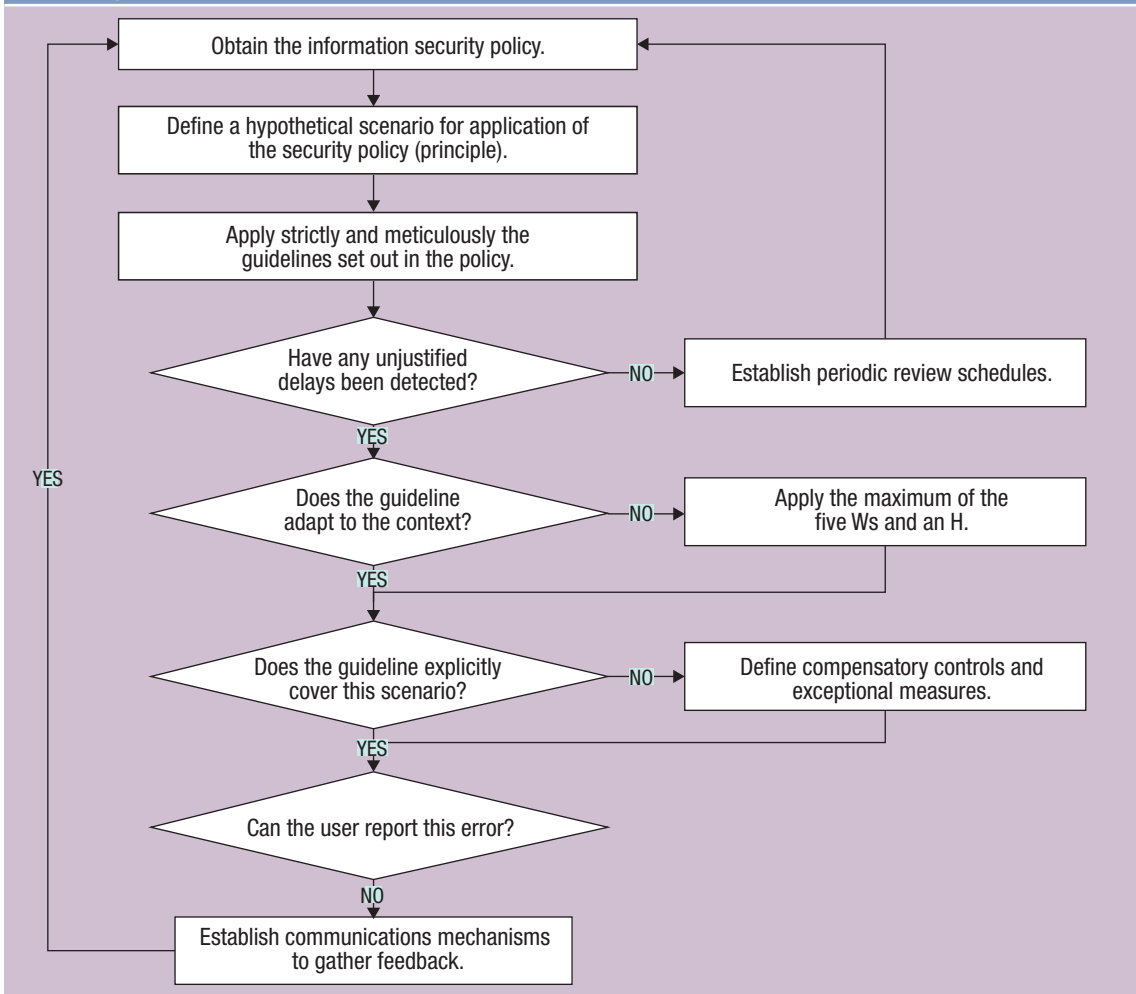 Obtain the information security policy.
Define a hypothetical scenario for application of
the security policy (principle).
Apply strictly and meticulously the
guidelines set out in the policy.
Have any unjustified
delays been detected?
NO
Establish periodic review schedules.
YES
YES
Does the guideline
adapt to the context?
NO
Apply the maximum of the
five Ws and an H.
YES
Does the guideline explicitly
cover this scenario?
NO
Define compensatory controls and
exceptional measures.
YES
Can the user report this error?
NO
Establish communications mechanisms
to gather feedback.